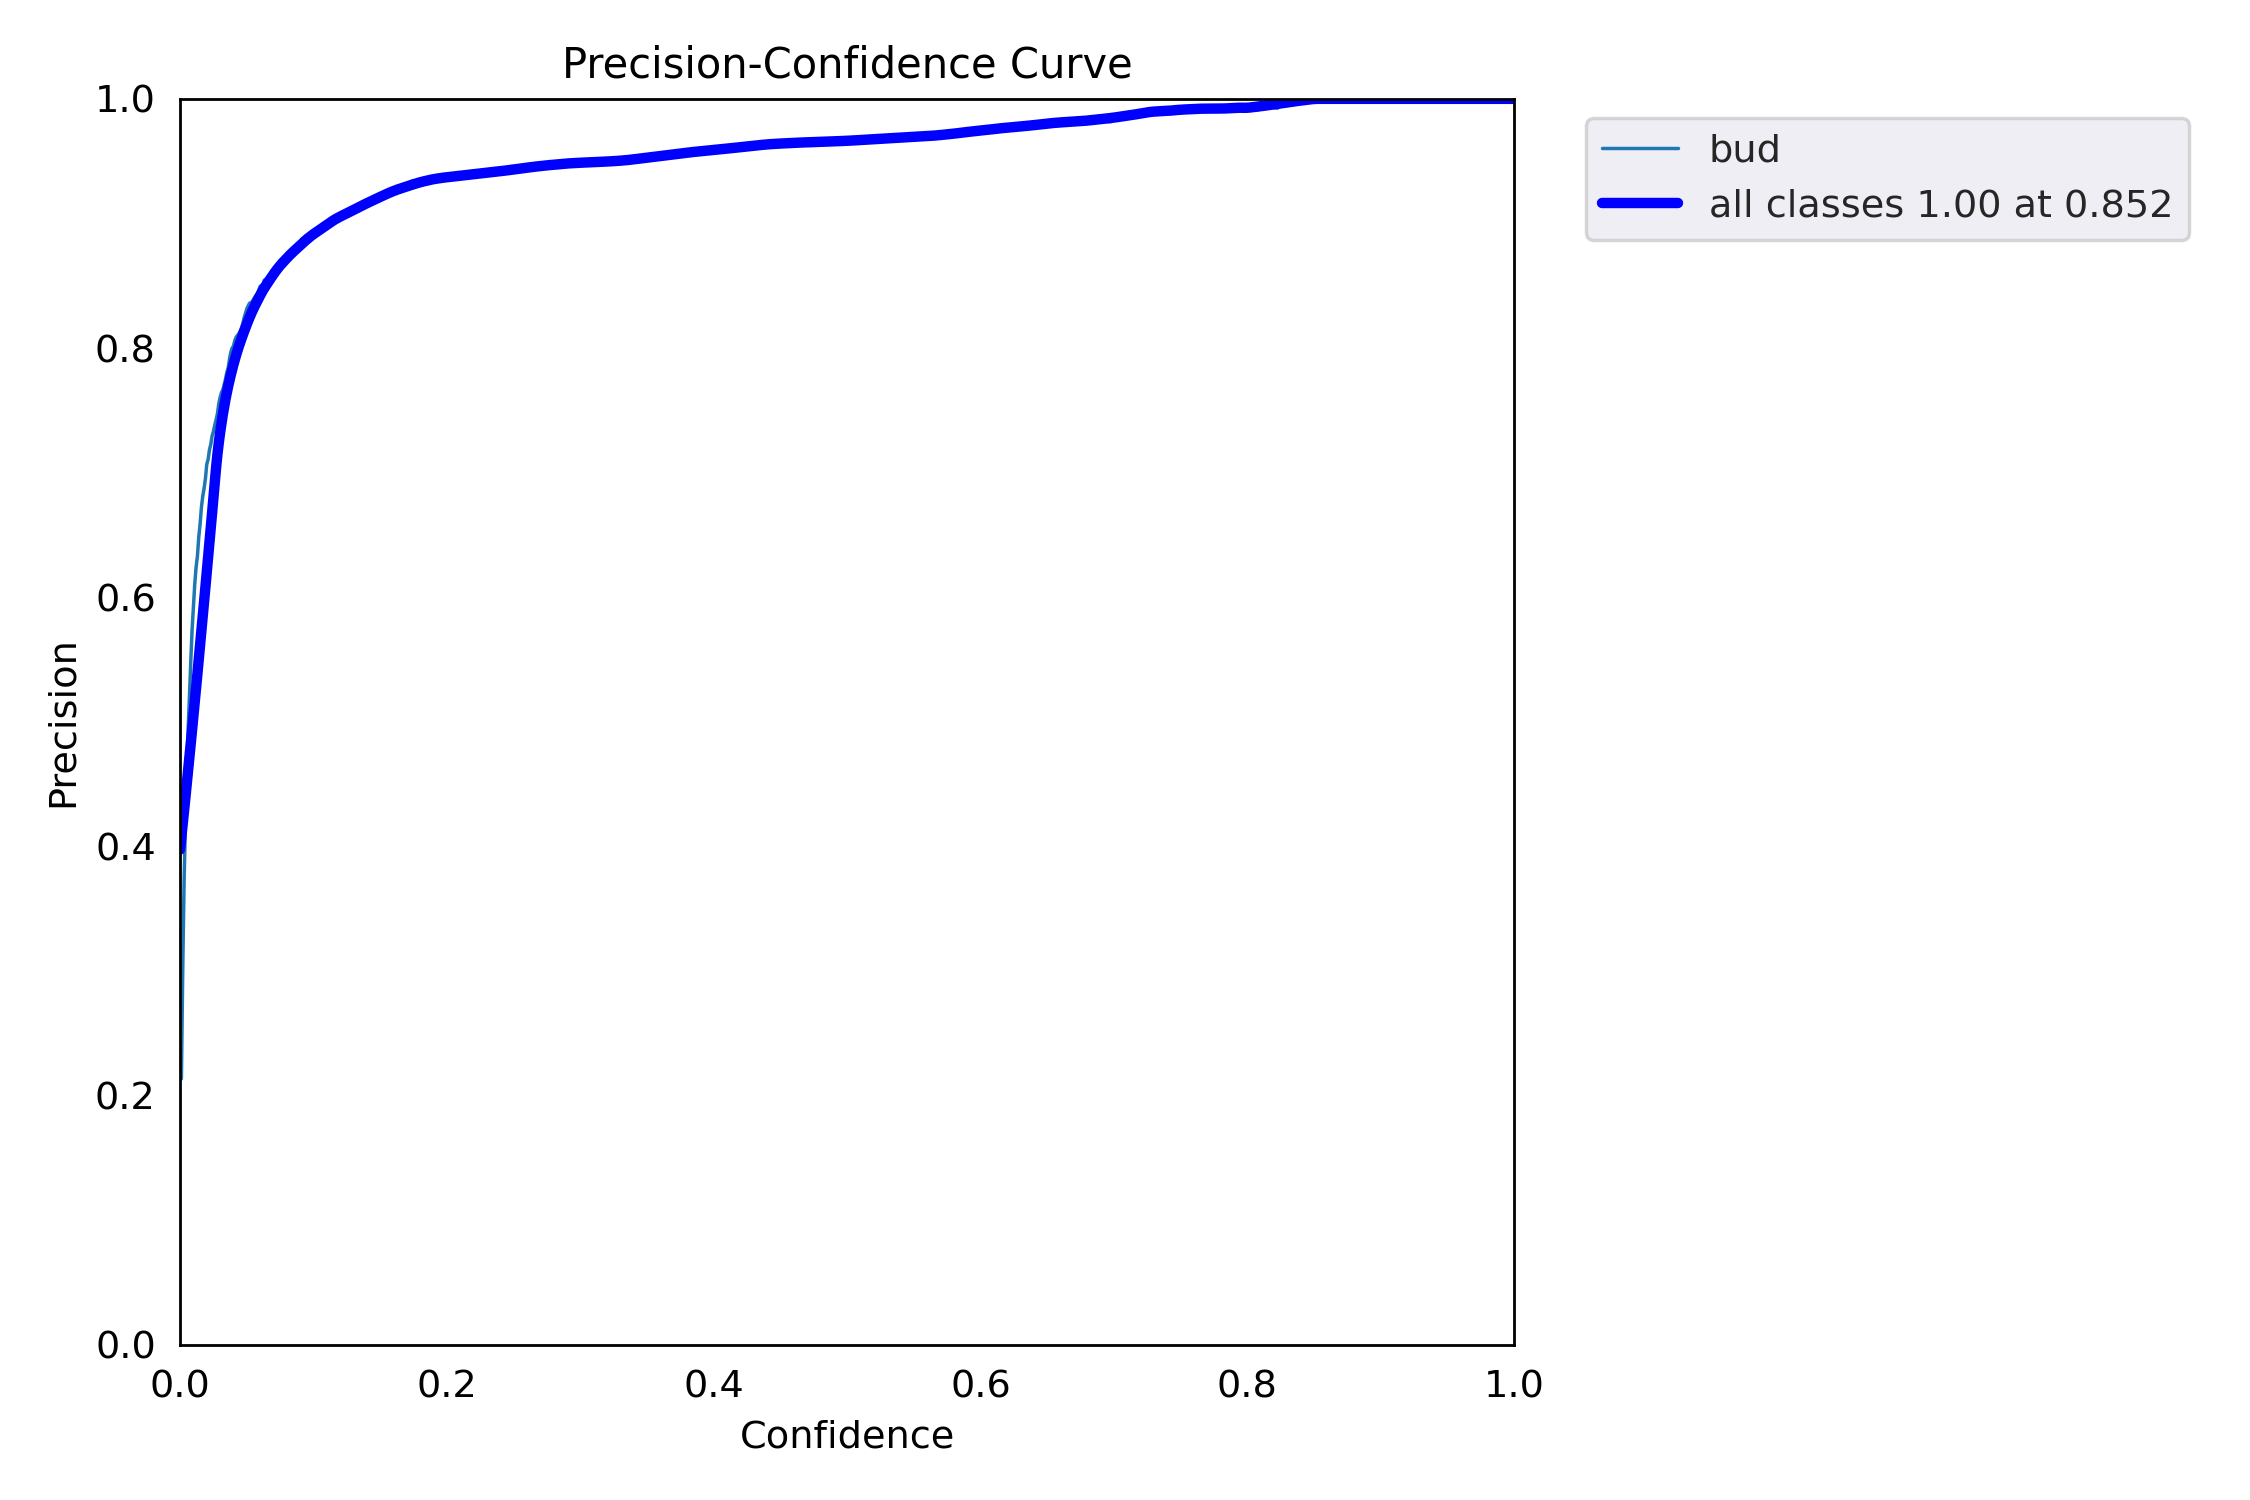 Precision-Confidence Curve
1.0
0.8
0.6
0.4
0.2
0.0
Precision
0.0 0.2 0.4 0.6 0.8 1.0
Confidence
bud
all classes 1.00 at 0.852